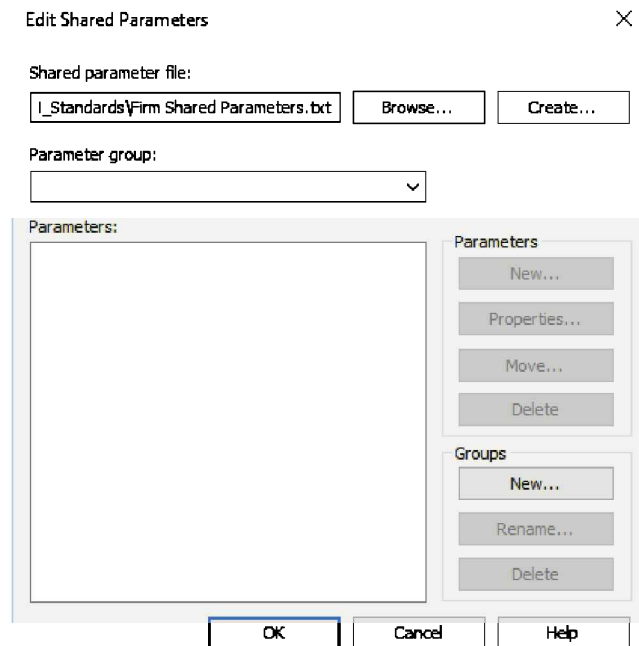 Edit Shared Parameters
Shared parameter file:
I_Standards\Firm Shared Parameters.txt Browse... Create...
Parameter group:
Parameters:
Parameters
New...
Properties...
Move...
Delete
Groups
New...
Rename...
Delete
OK Cancel Help